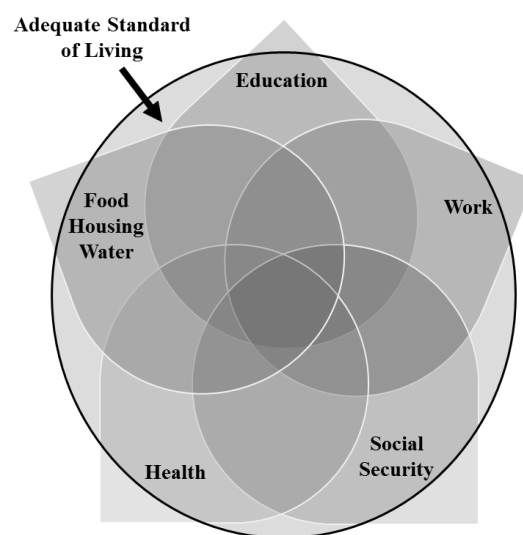 Adequate Standard
of Living
Education
Food
Housing
Water
Work
Health
Social
Security